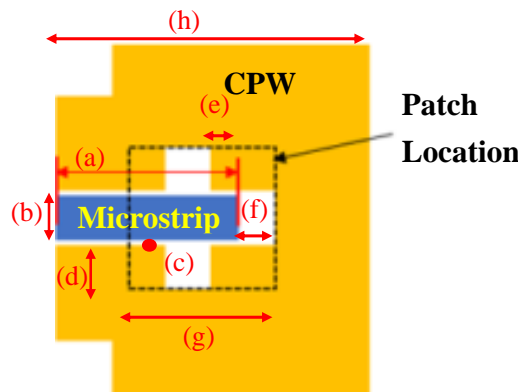 (h)
CPW
(e)
Patch
Location
(a)
(b)
Microstrip
(f)
(c)
(d)
(g)